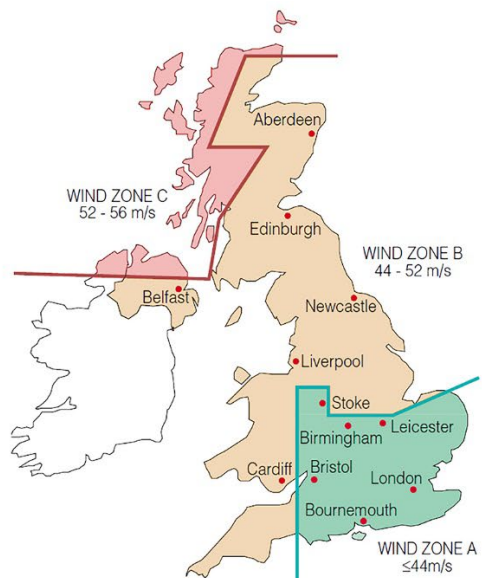 Aberdeen
WIND ZONE C
52 - 56 m/s
Edinburgh
WIND ZONE B
44 - 52 m/s
Belfast
Newcastle
Liverpool
Stoke
Leicester
Birmingham
Cardiff
Bristol
London
Bournemouth
WIND ZONE A
≤44m/s